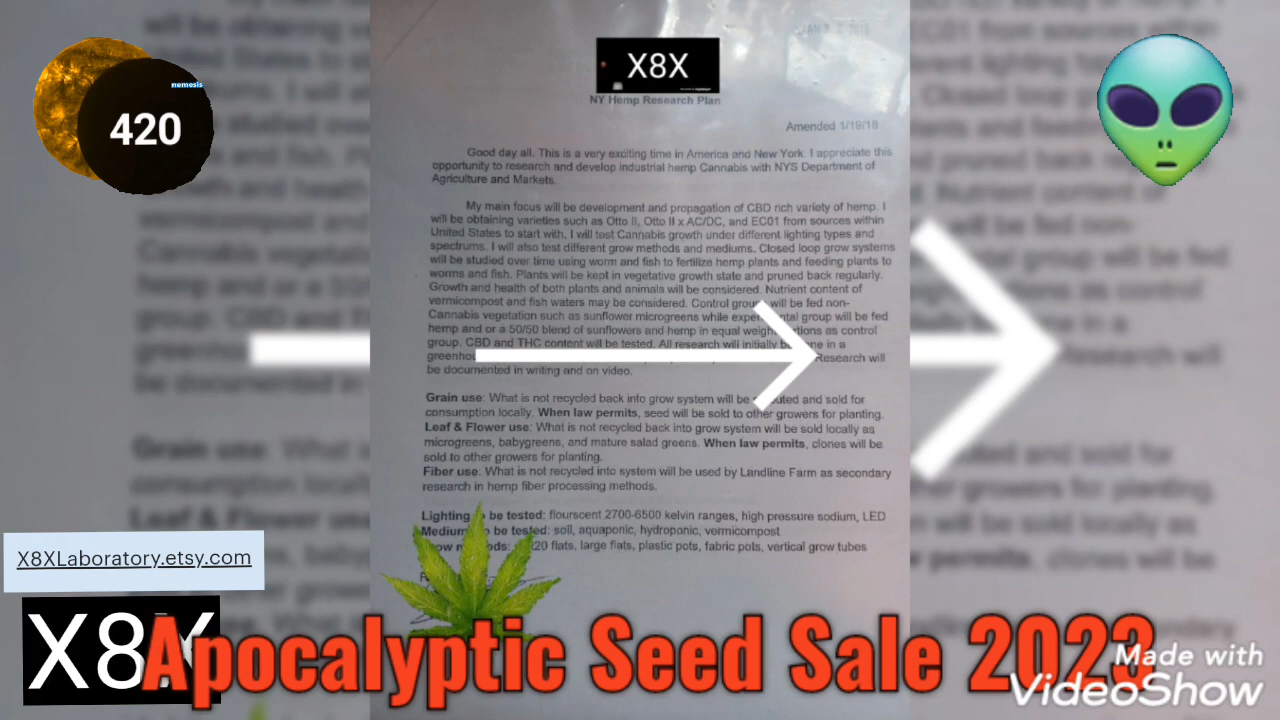 nemesis
420
X8X
JAN
NY Hemp Research Plan
Amended 1/19/18
Good day all. This is a very exciting time in America and New York. I appreciate this
opportunity to research and develop industrial hemp Cannabis with NYS Department of
Agriculture and Markets.
My main focus will be development and propagation of CBD rich variety of hemp. I
will be obtaining varieties such as Otto II, Otto II x AC/DC, and EC01 from sources within
United States to start with. I will test Cannabis growth under different lighting types and
spectrums. I will also test different grow methods and mediums. Closed loop grow systems
will be studied over time using worm and fish to fertilize hemp plants and feeding plants to
worms and fish. Plants will be kept in vegetative growth state and pruned back regularly.
Growth and health of both plants and animals will be considered. Nutrient content of
vermicompost and fish waters may be considered. Control group will be fed non-
Cannabis vegetation such as sunflower microgreens while group will be fed
hemp and or a 50/50 blend of sunflowers and hemp in equal as control
group. CBD and THC content will be tested. All research will initially in a
Research will
be documented in writing and on video.
Grain use: What is not recycled back into grow system will be and sold for
consumption locally. When law permits, seed will be sold to other growers for planting.
Leaf & Flower use: What is not recycled back into grow system will be sold locally as
microgreens, babygreens, and mature salad greens. When law permits, clones will be
sold to other growers for planting.
Fiber use: What is not recycled into system will be used by Landline Farm as secondary
research in hemp fiber processing methods.
Lighting be tested: flourscent 2700-6500 kelvin ranges, high pressure sodium, LED
be tested: soil, aquaponic, hydroponic, vermicompost
flats, large flats, plastic pots, fabric pots, vertical grow tubes
X8XLaboratory.etsy.com
X8X
Apocalyptic Seed Sale 2023
Made with
VideoShow